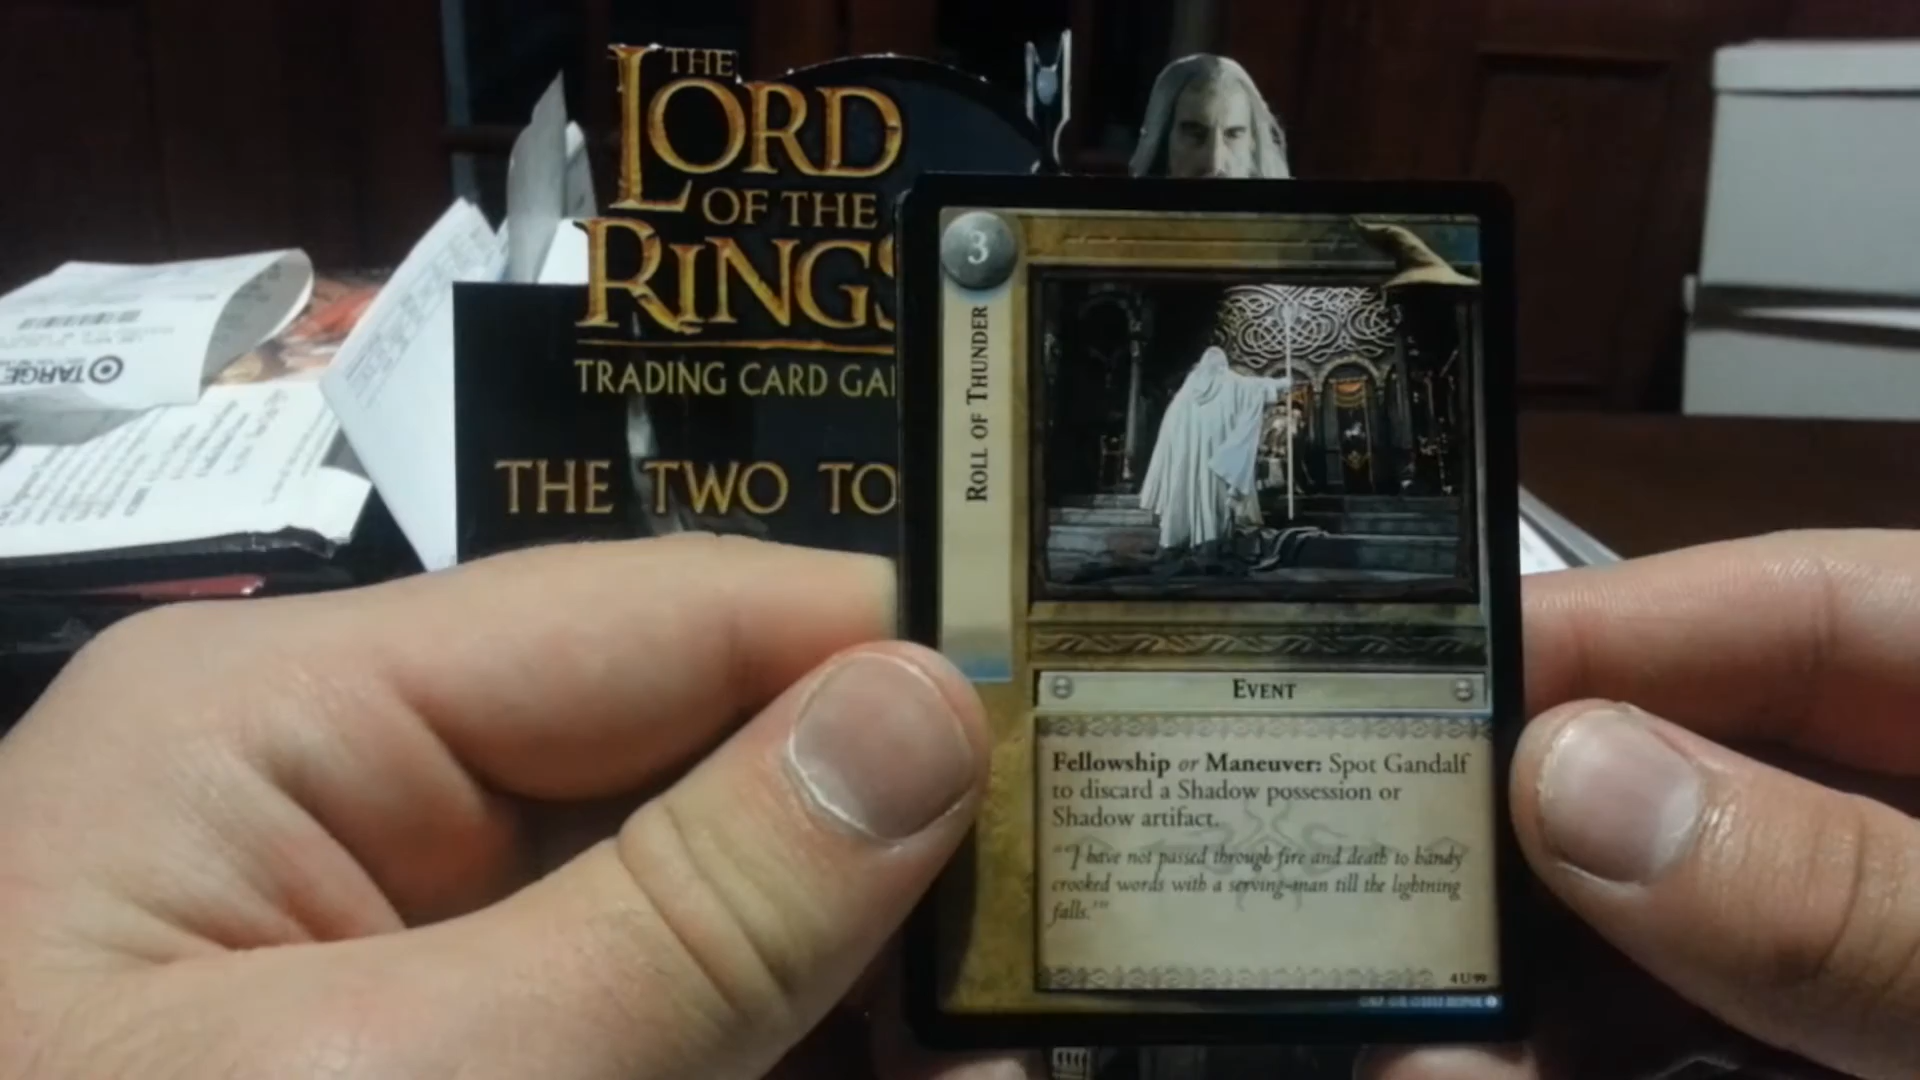 THE
LORD
OF THE
RINGS
TRADING CARD GA
THE TWO TO
TARGE
3
ROLL OF THUNDER
EVENT
Fellowship or Maneuver: Spot Gandalf
to discard a Shadow possession or
Shadow artifact.
"'I have not passed through fire and death to bandy
crooked words with a serving-man till the lightning
falls.'"
4 U 99